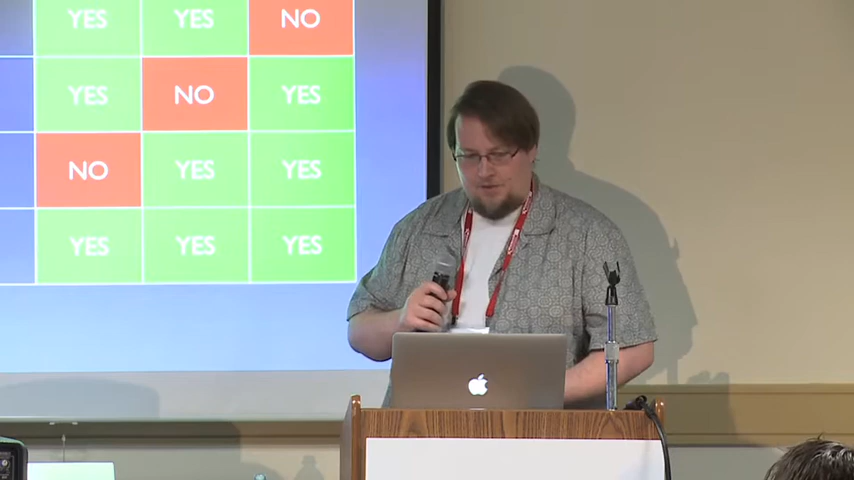 YES YES NO
YES NO YES
NO YES YES
YES YES YES